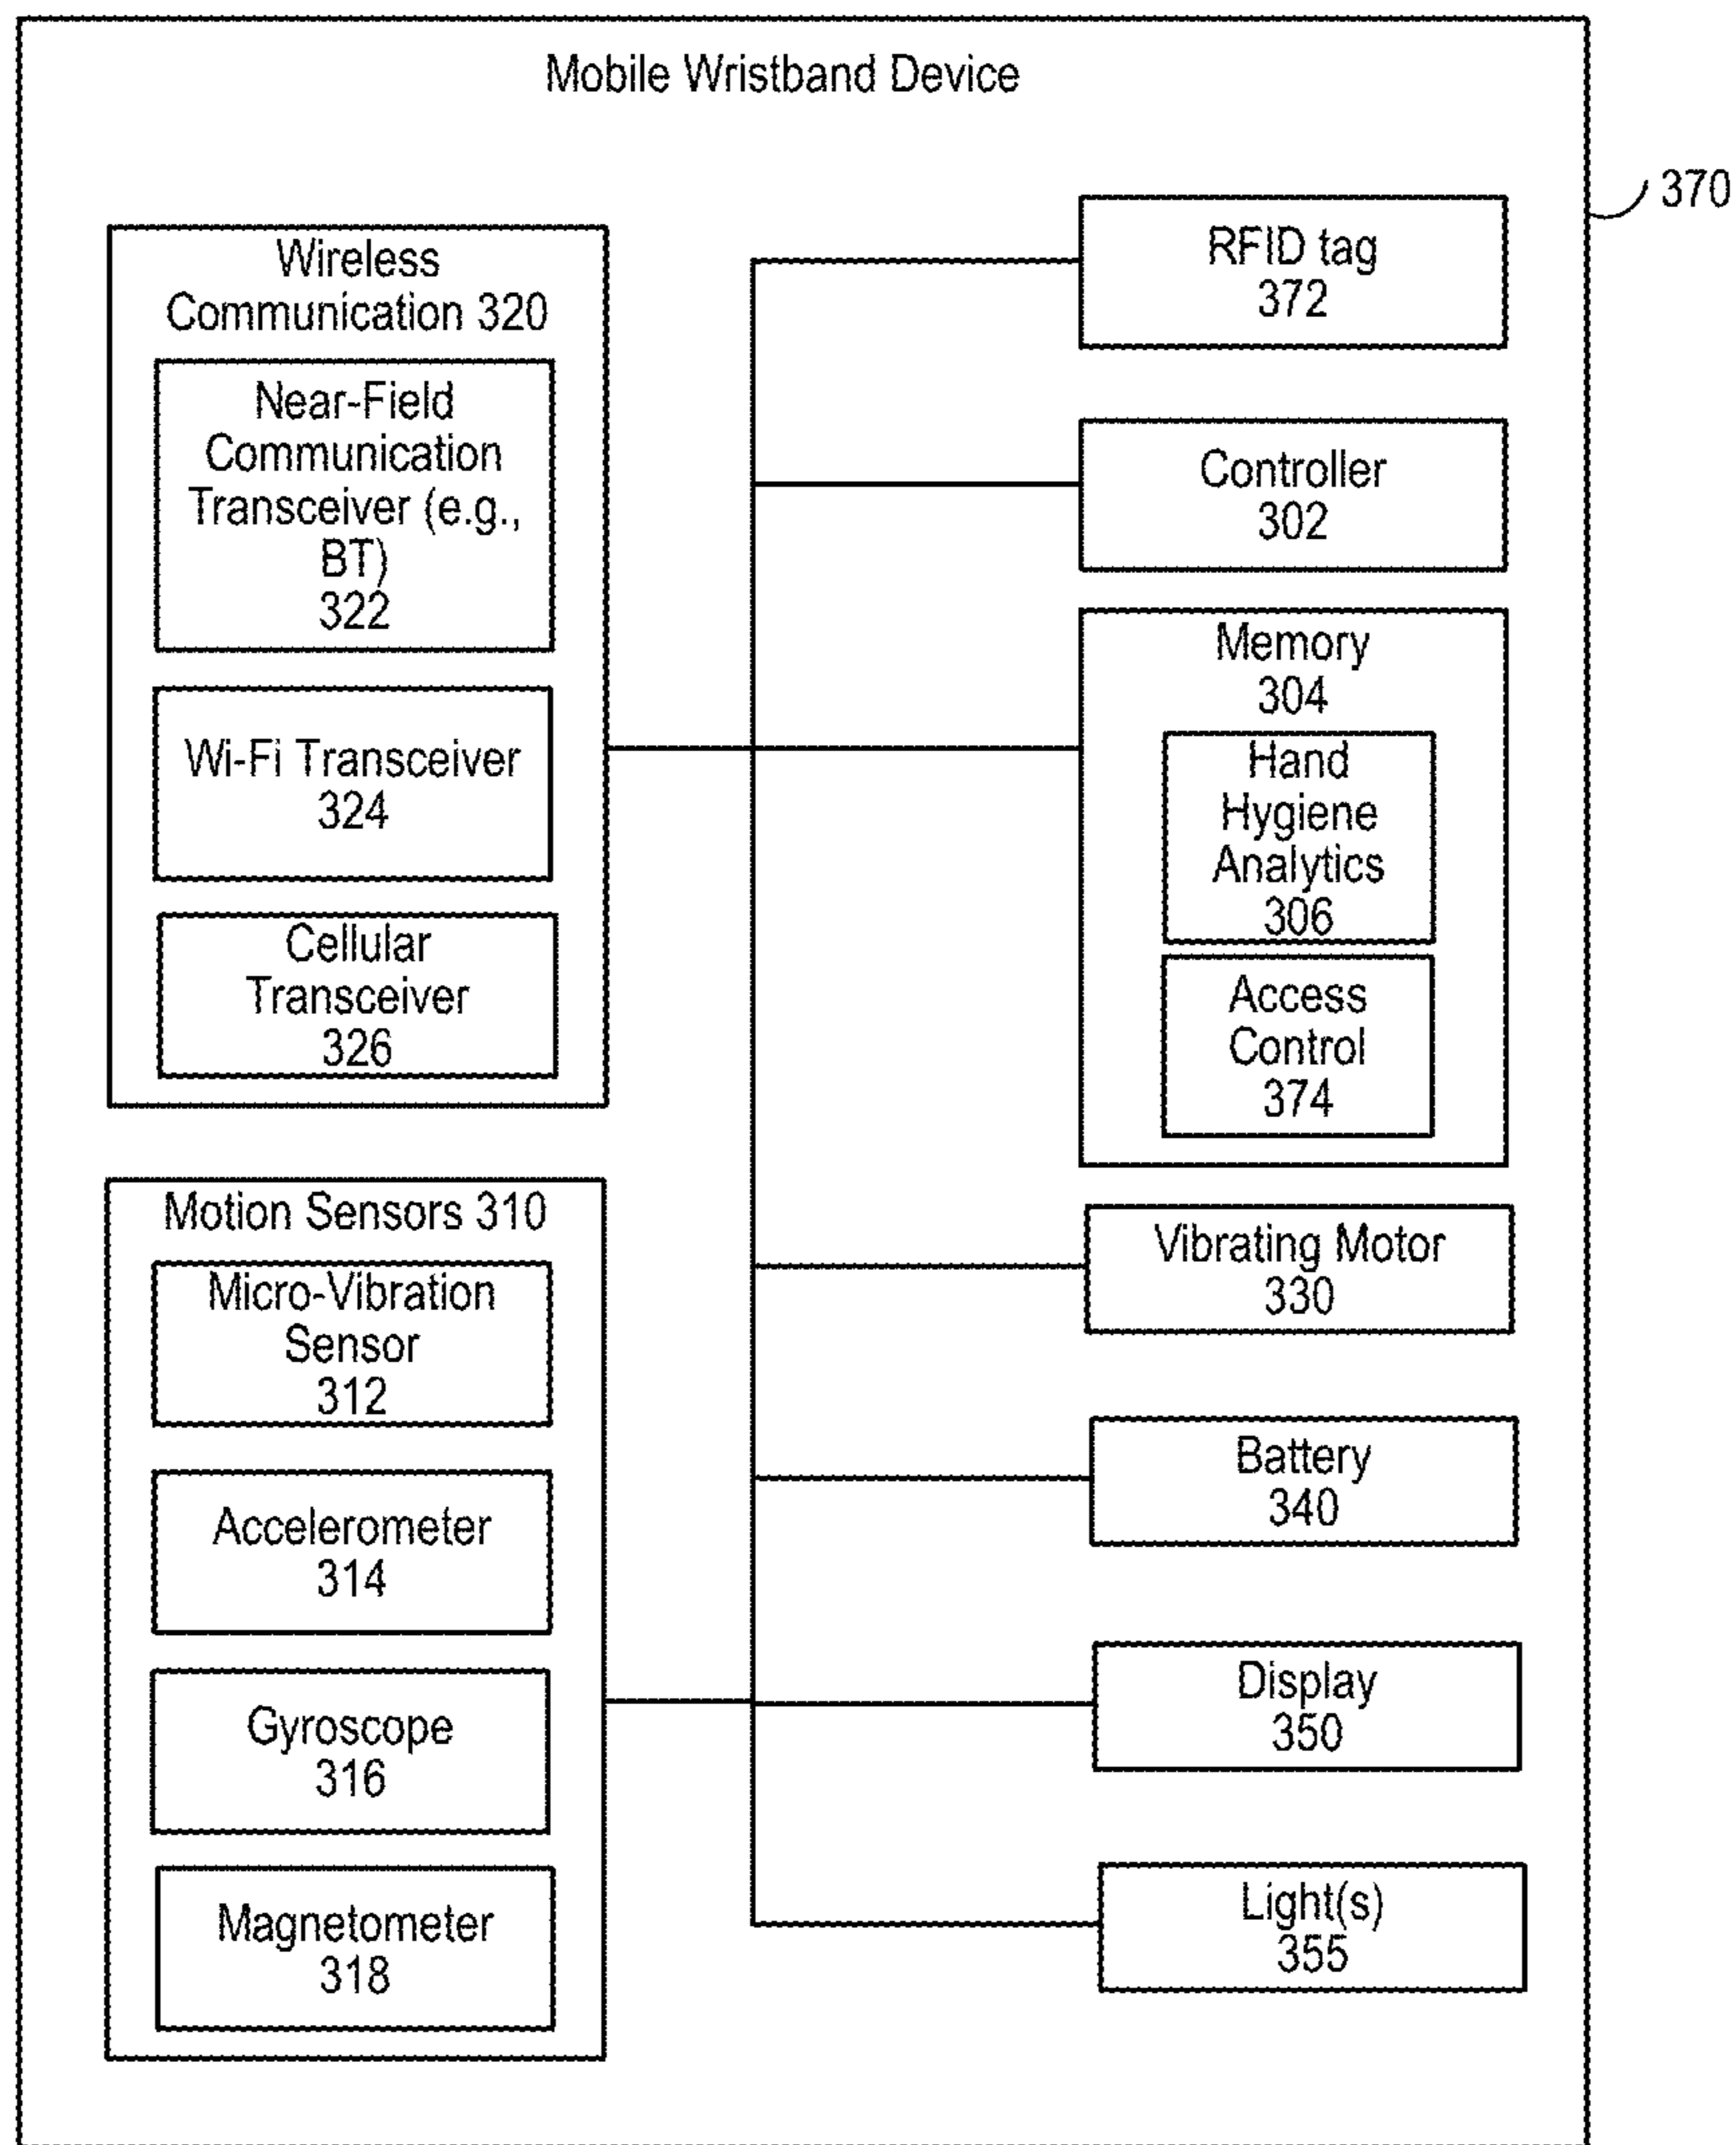 Mobile Wristband Device
370
Wireless
Communication 320
Near-Field
Communication
Transceiver (e.g.,
BT)
322
Wi-Fi Transceiver
324
Cellular
Transceiver
326
Motion Sensors 310
Micro-Vibration
Sensor
312
Accelerometer
314
Gyroscope
316
Magnetometer
318
RFID tag
372
Controller
302
Memory
304
Hand
Hygiene
Analytics
306
Access
Control
374
Vibrating Motor
330
Battery
340
Display
350
Light(s)
355